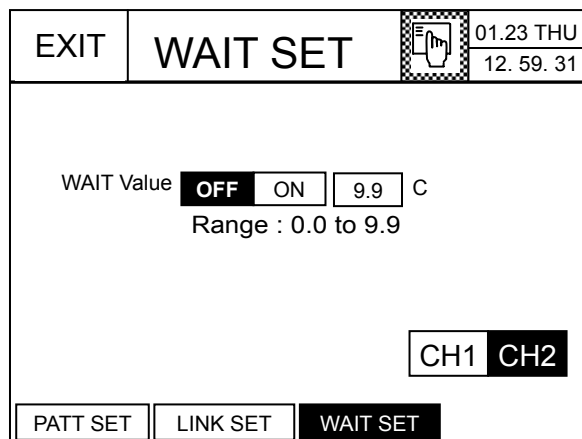 EXIT WAIT SET 01.23 THU
12. 59. 31
WAIT Value OFF ON 9.9 C
Range : 0.0 to 9.9
CH1 CH2
PATT SET LINK SET WAIT SET